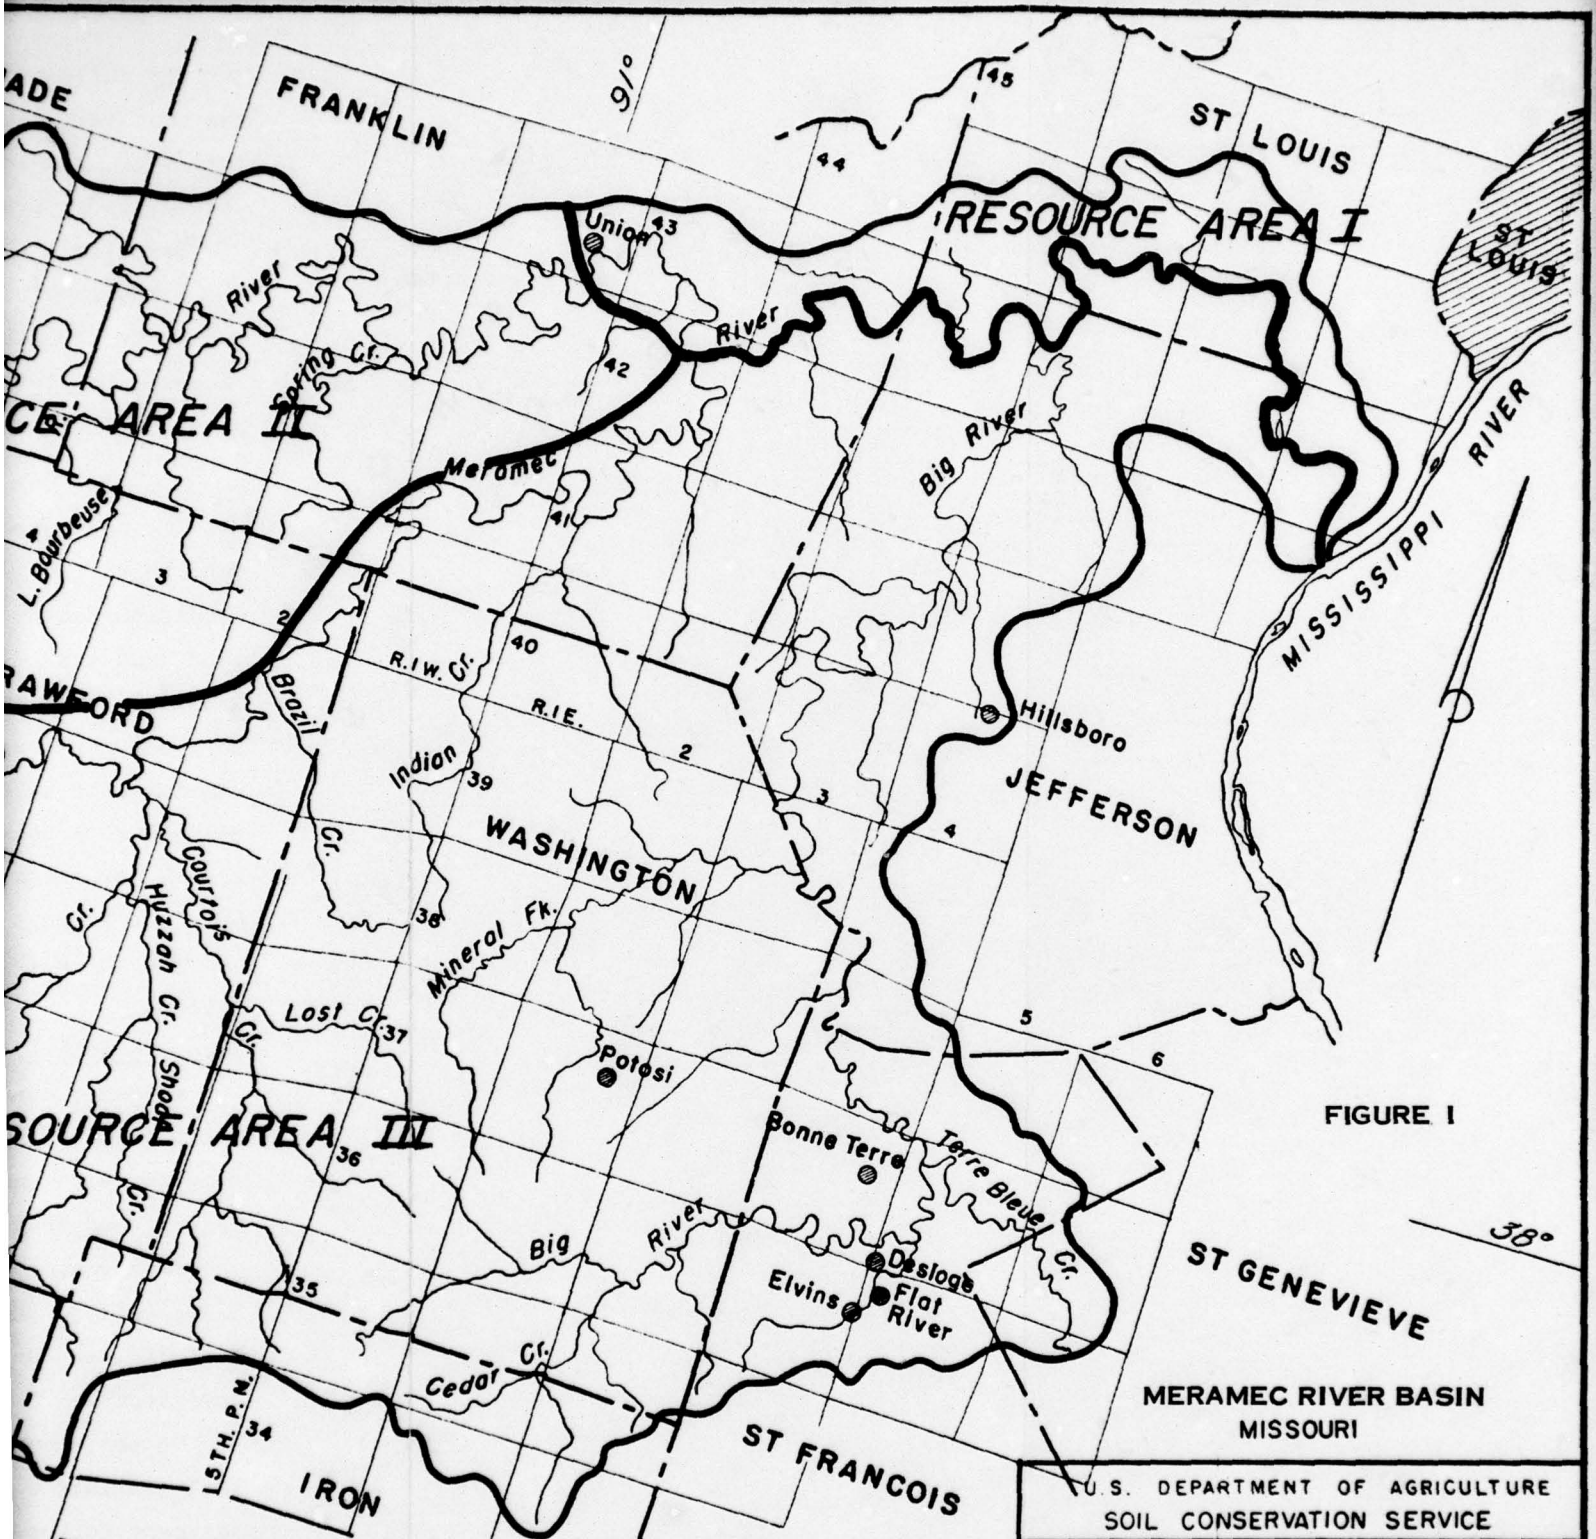 ADE
FRANKLIN
91°
45
ST LOUIS
44
RESOURCE AREA I
ST
LOUIS
Union
43
River
River
Spring Cr.
42
CE AREA II
Meramec
Big River
RIVER
MISSISSIPPI
41
L. Bourbeuse
4
3
2
40
R.I W.
Cr.
R.I E.
2
RAWFORD
Brazil
Cr.
Indian
39
3
4
Hillsboro
JEFFERSON
WASHINGTON
Courtois
Cr.
Huzzah Cr.
Cr.
38
Mineral Fk.
Lost Cr.
37
Shoal
Cr.
5
6
Potosi
FIGURE I
SOURCE AREA III
36
Bonne Terre
Terre Bleue
Cr.
38°
ST GENEVIEVE
Big
River
Desloge
Elvins
Flat
River
35
Cedar
Cr.
MERAMEC RIVER BASIN
MISSOURI
5TH. P. M.
34
IRON
ST FRANCOIS
U.S. DEPARTMENT OF AGRICULTURE
SOIL CONSERVATION SERVICE